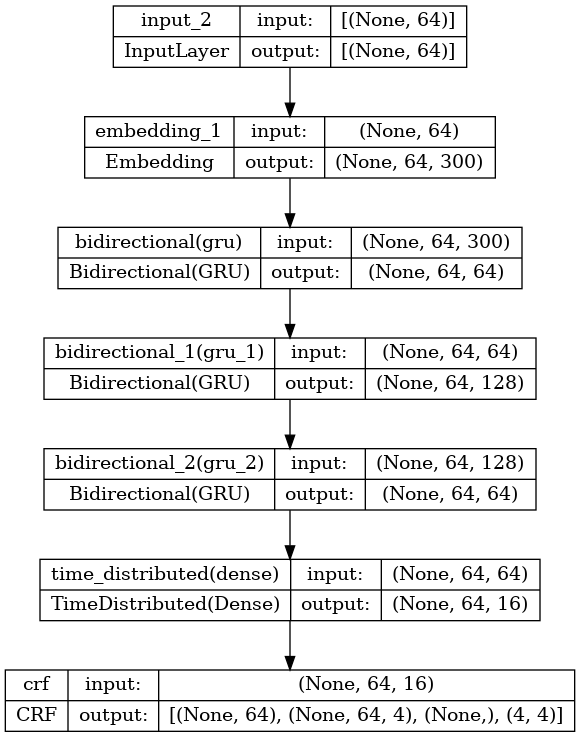 input_2 input: [(None, 64)]
InputLayer output: [(None, 64)]
embedding_1 input: (None, 64)
Embedding output: (None, 64, 300)
bidirectional(gru) input: (None, 64, 300)
Bidirectional(GRU) output: (None, 64, 64)
bidirectional_1(gru_1) input: (None, 64, 64)
Bidirectional(GRU) output: (None, 64, 128)
bidirectional_2(gru_2) input: (None, 64, 128)
Bidirectional(GRU) output: (None, 64, 64)
time_distributed(dense) input: (None, 64, 64)
TimeDistributed(Dense) output: (None, 64, 16)
crf input: (None, 64, 16)
CRF output: [(None, 64), (None, 64, 4), (None,), (4, 4)]